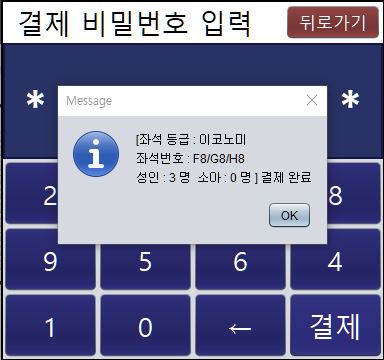 결제 비밀번호 입력 뒤로가기
* *
Message
[좌석 등급 : 이코노미
좌석번호 : F8/G8/H8
성인 : 3 명 소아 : 0 명 ] 결제 완료
OK
2 8
9 5 6 4
1 0 ← 결제